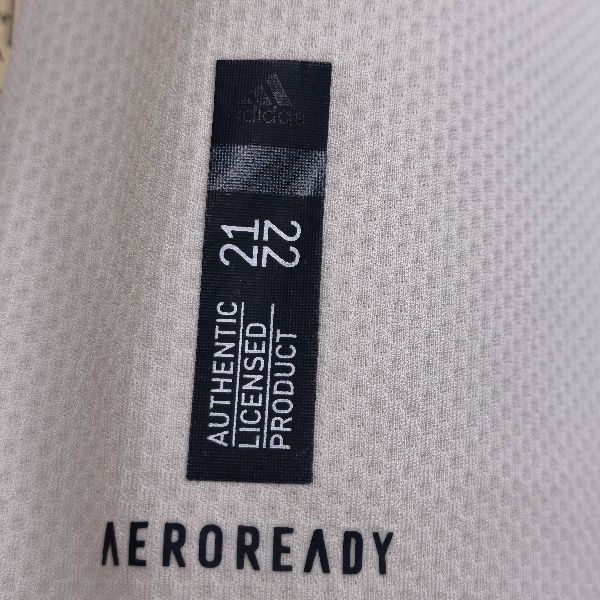 adidas
21
22
AUTHENTIC
LICENSED
PRODUCT
AEROREADY